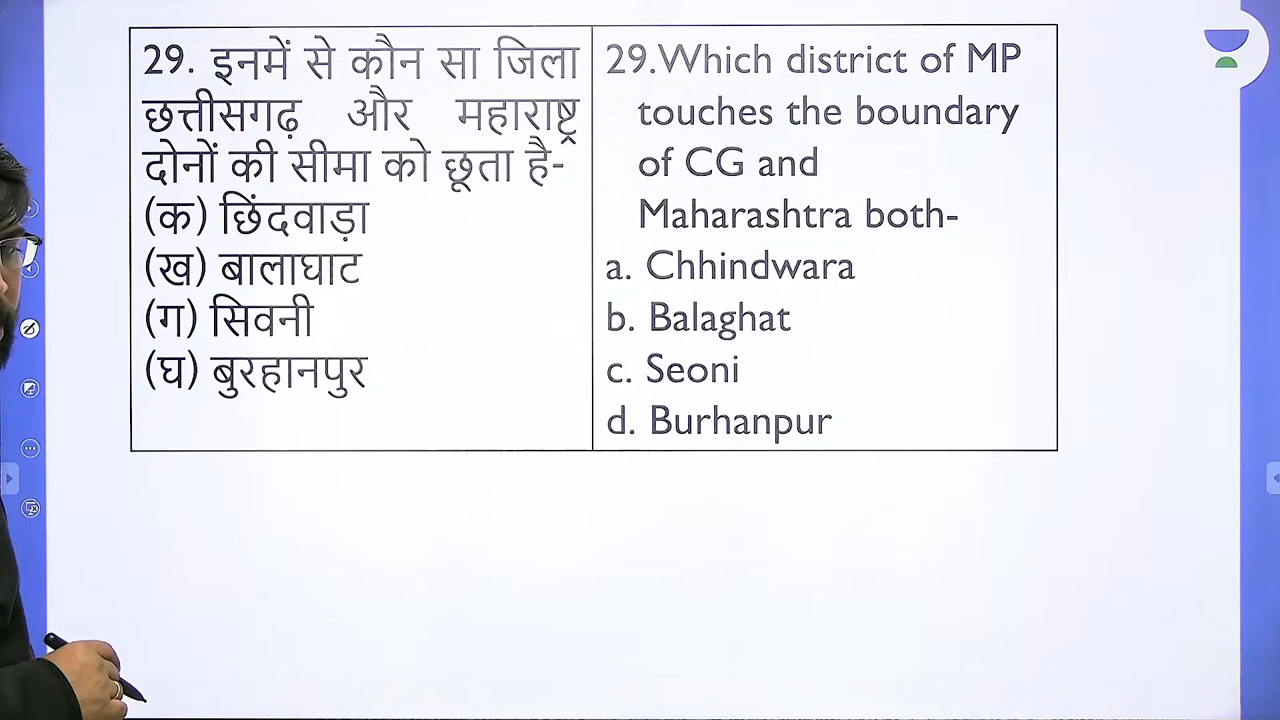 29. इनमें से कौन सा जिला
छत्तीसगढ़ और महाराष्ट्र
दोनों की सीमा को छूता है-
(क) छिंदवाड़ा
(ख) बालाघाट
(ग) सिवनी
(घ) बुरहानपुर
29.Which district of MP
touches the boundary
of CG and
Maharashtra both-
a. Chhindwara
b. Balaghat
c. Seoni
d. Burhanpur